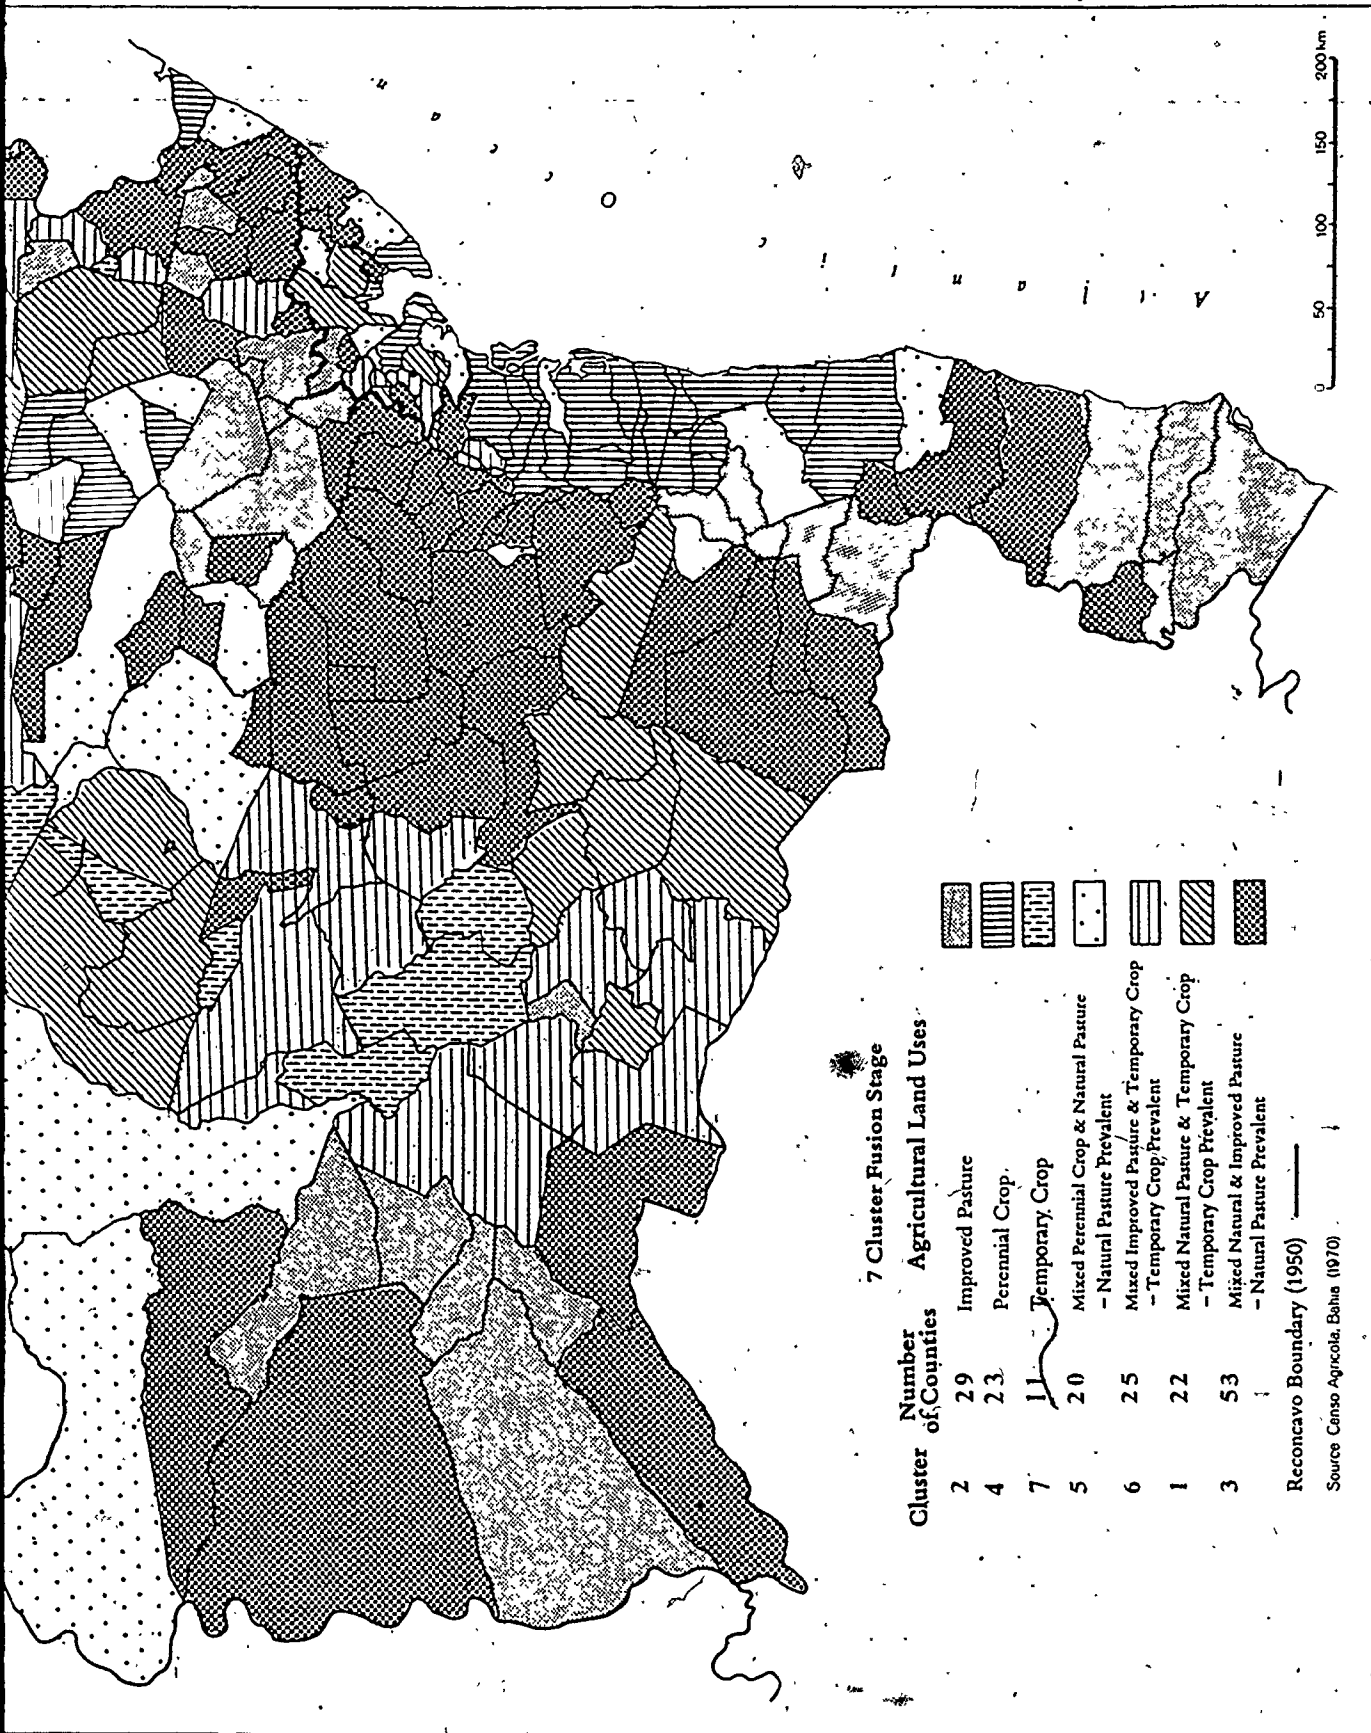 7 Cluster Fusion Stage
Cluster Number of Counties Agricultural Land Uses
2 29 Improved Pasture
4 23 Perennial Crop
7 11 Temporary Crop
5 20 Mixed Perennial Crop & Natural Pasture
- Natural Pasture Prevalent
6 25 Mixed Improved Pasture & Temporary Crop
- Temporary Crop Prevalent
1 22 Mixed Natural Pasture & Temporary Crop
- Temporary Crop Prevalent
3 53 Mixed Natural & Improved Pasture
- Natural Pasture Prevalent
Reconcavo Boundary (1950)
Source Censo Agricola, Bahia (1970)
0 50 100 150 200 km